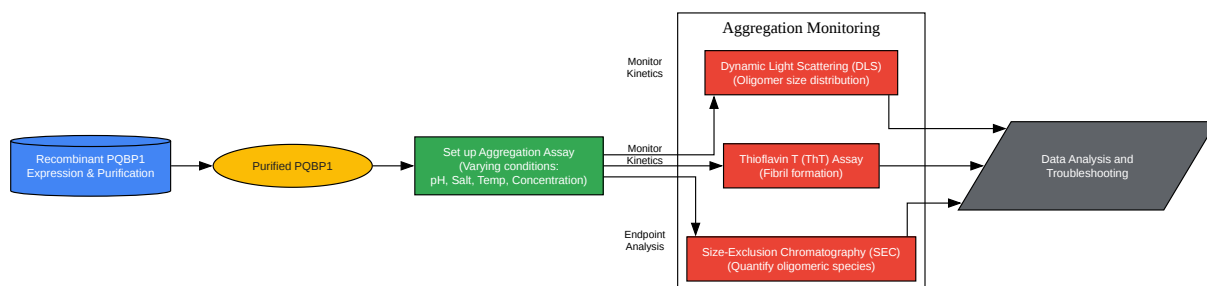 Recombinant PQBP1
Expression & Purification
Purified PQBP1
Set up Aggregation Assay
(Varying conditions:
pH, Salt, Temp, Concentration)
Monitor
Kinetics
Monitor
Kinetics
Endpoint
Analysis
Aggregation Monitoring
Dynamic Light Scattering (DLS)
(Oligomer size distribution)
Thioflavin T (ThT) Assay
(Fibril formation)
Size-Exclusion Chromatography (SEC)
(Quantify oligomeric species)
Data Analysis and
Troubleshooting